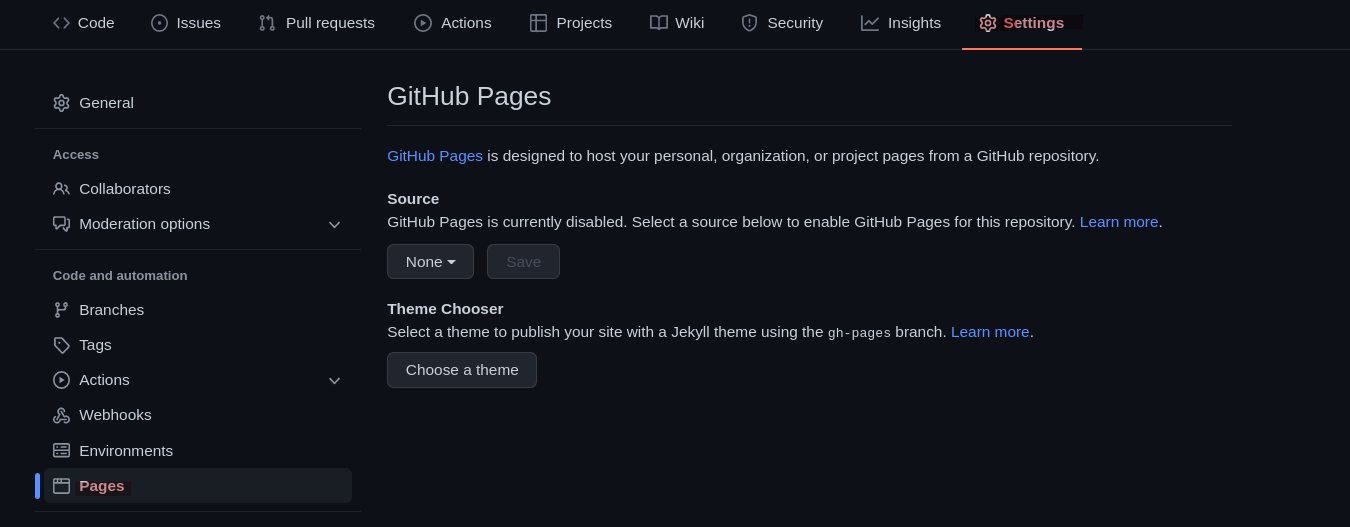 Code Issues Pull requests Actions Projects Wiki Security Insights Settings
General
Access
Collaborators
Moderation options
Code and automation
Branches
Tags
Actions
Webhooks
Environments
Pages
GitHub Pages
GitHub Pages is designed to host your personal, organization, or project pages from a GitHub repository.
Source
GitHub Pages is currently disabled. Select a source below to enable GitHub Pages for this repository. Learn more.
None Save
Theme Chooser
Select a theme to publish your site with a Jekyll theme using the gh-pages branch. Learn more.
Choose a theme